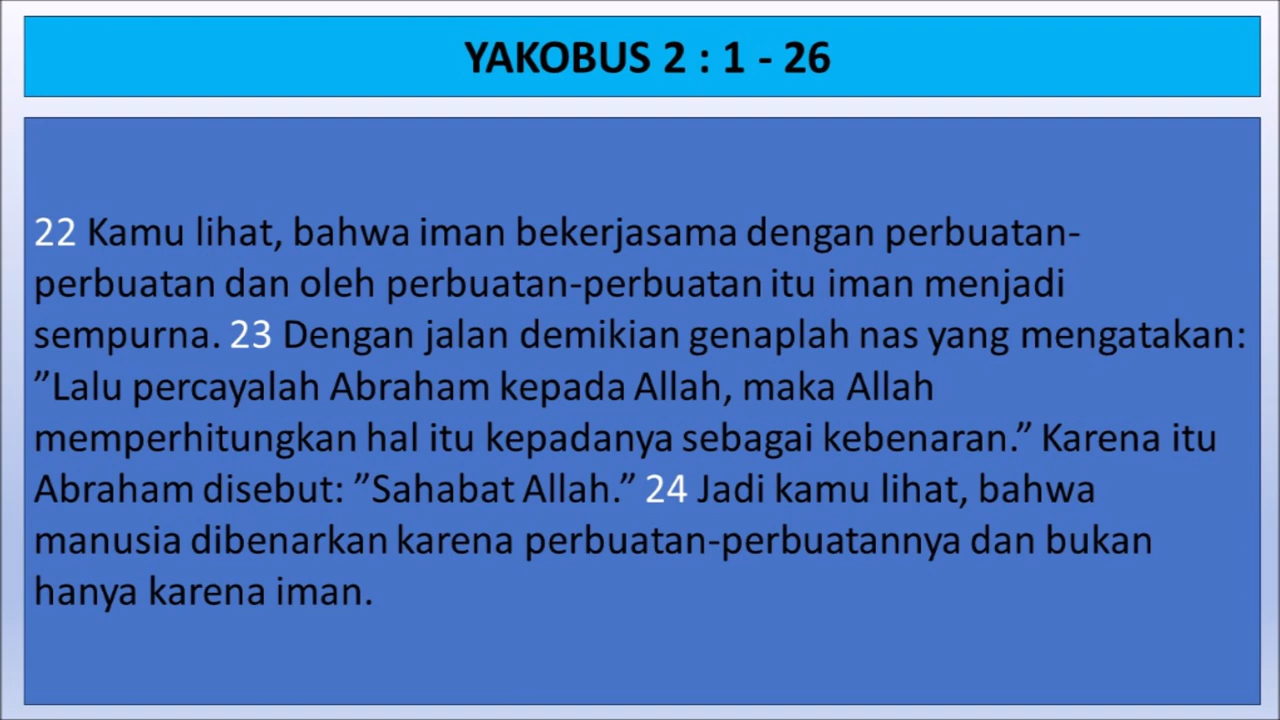 YAKOBUS 2 : 1 - 26
22 Kamu lihat, bahwa iman bekerjasama dengan perbuatan-
perbuatan dan oleh perbuatan-perbuatan itu iman menjadi
sempurna. 23 Dengan jalan demikian genaplah nas yang mengatakan:
”Lalu percayalah Abraham kepada Allah, maka Allah
memperhitungkan hal itu kepadanya sebagai kebenaran.” Karena itu
Abraham disebut: ”Sahabat Allah.” 24 Jadi kamu lihat, bahwa
manusia dibenarkan karena perbuatan-perbuatannya dan bukan
hanya karena iman.